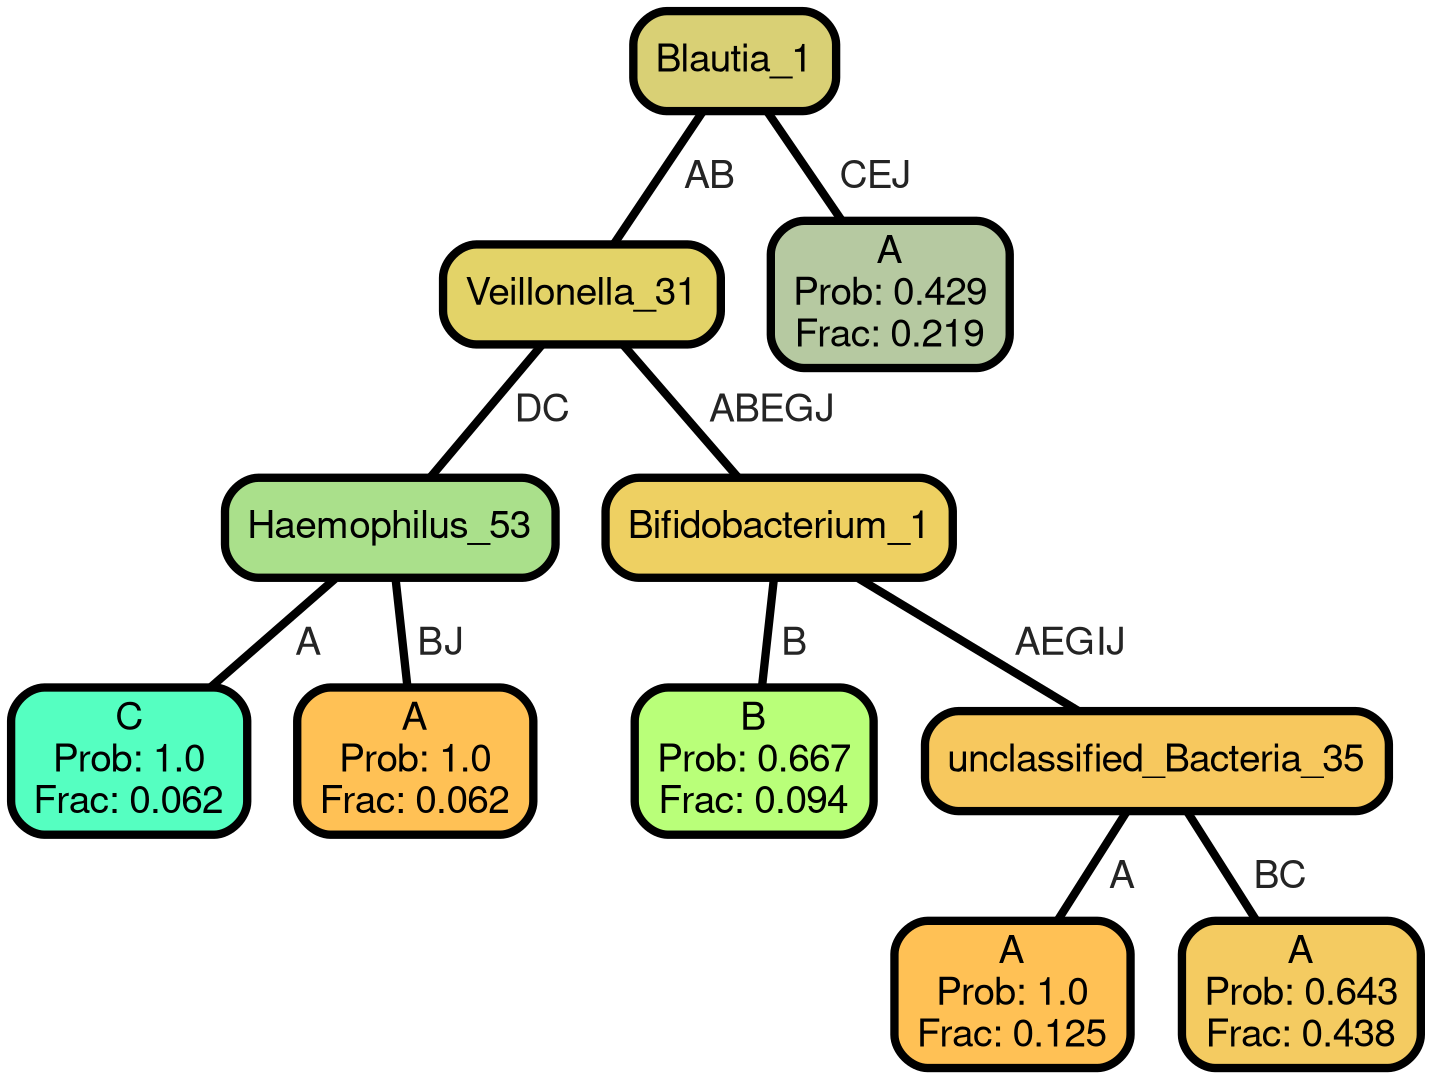 Blautia_1
AB
CEJ
Veillonella_31
A
Prob: 0.429
Frac: 0.219
DC
ABEGJ
Haemophilus_53
Bifidobacterium_1
A
BJ
B
AEGIJ
C
Prob: 1.0
Frac: 0.062
A
Prob: 1.0
Frac: 0.062
B
Prob: 0.667
Frac: 0.094
unclassified_Bacteria_35
A
BC
A
Prob: 1.0
Frac: 0.125
A
Prob: 0.643
Frac: 0.438